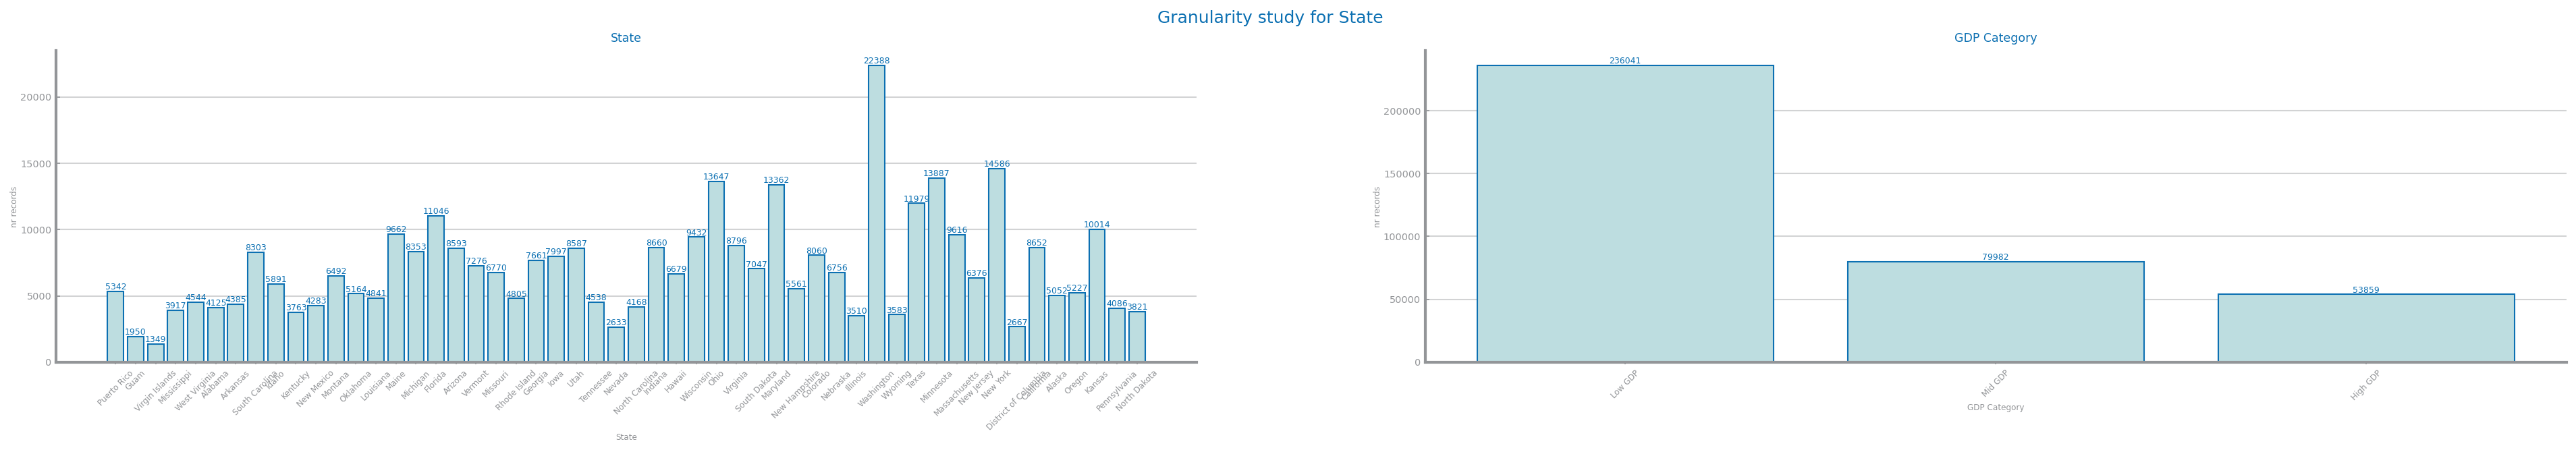 Granularity study for State
State
22388
14586
13887
13647
13362
11979
11046
10014
9662
9616
9432
8796
8660
8652
8593
8587
8353
8303
8060
7997
7661
7276
7047
6770
6756
6679
6492
6376
5891
5561
5342
5227
5164
5052
4841
4805
4544
4538
4385
4283
4168
4125
4086
3917
3821
3763
3583
3510
2667
2633
1950
1349
20000
15000
10000
5000
0
nr records
Puerto Rico
Guam
Virgin Islands
Mississippi
West Virginia
Alabama
Arkansas
South Carolina
Idaho
Kentucky
New Mexico
Montana
Oklahoma
Louisiana
Maine
Michigan
Florida
Arizona
Vermont
Missouri
Rhode Island
Georgia
Iowa
Utah
Tennessee
Nevada
North Carolina
Indiana
Hawaii
Wisconsin
Ohio
Virginia
South Dakota
Maryland
New Hampshire
Colorado
Nebraska
Illinois
Washington
Wyoming
Texas
Minnesota
Massachusetts
New Jersey
New York
District of Columbia
California
Alaska
Oregon
Kansas
Pennsylvania
North Dakota
State
GDP Category
236041
79982
53859
200000
150000
100000
50000
0
nr records
Low GDP
Mid GDP
High GDP
GDP Category